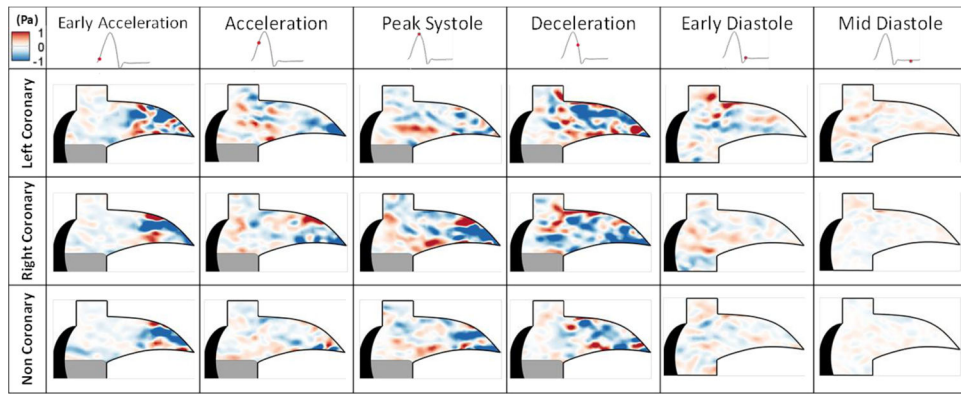 (Pa)
1
0
-1
Early Acceleration
Acceleration
Peak Systole
Deceleration
Early Diastole
Mid Diastole
Left Coronary
Right Coronary
Non Coronary